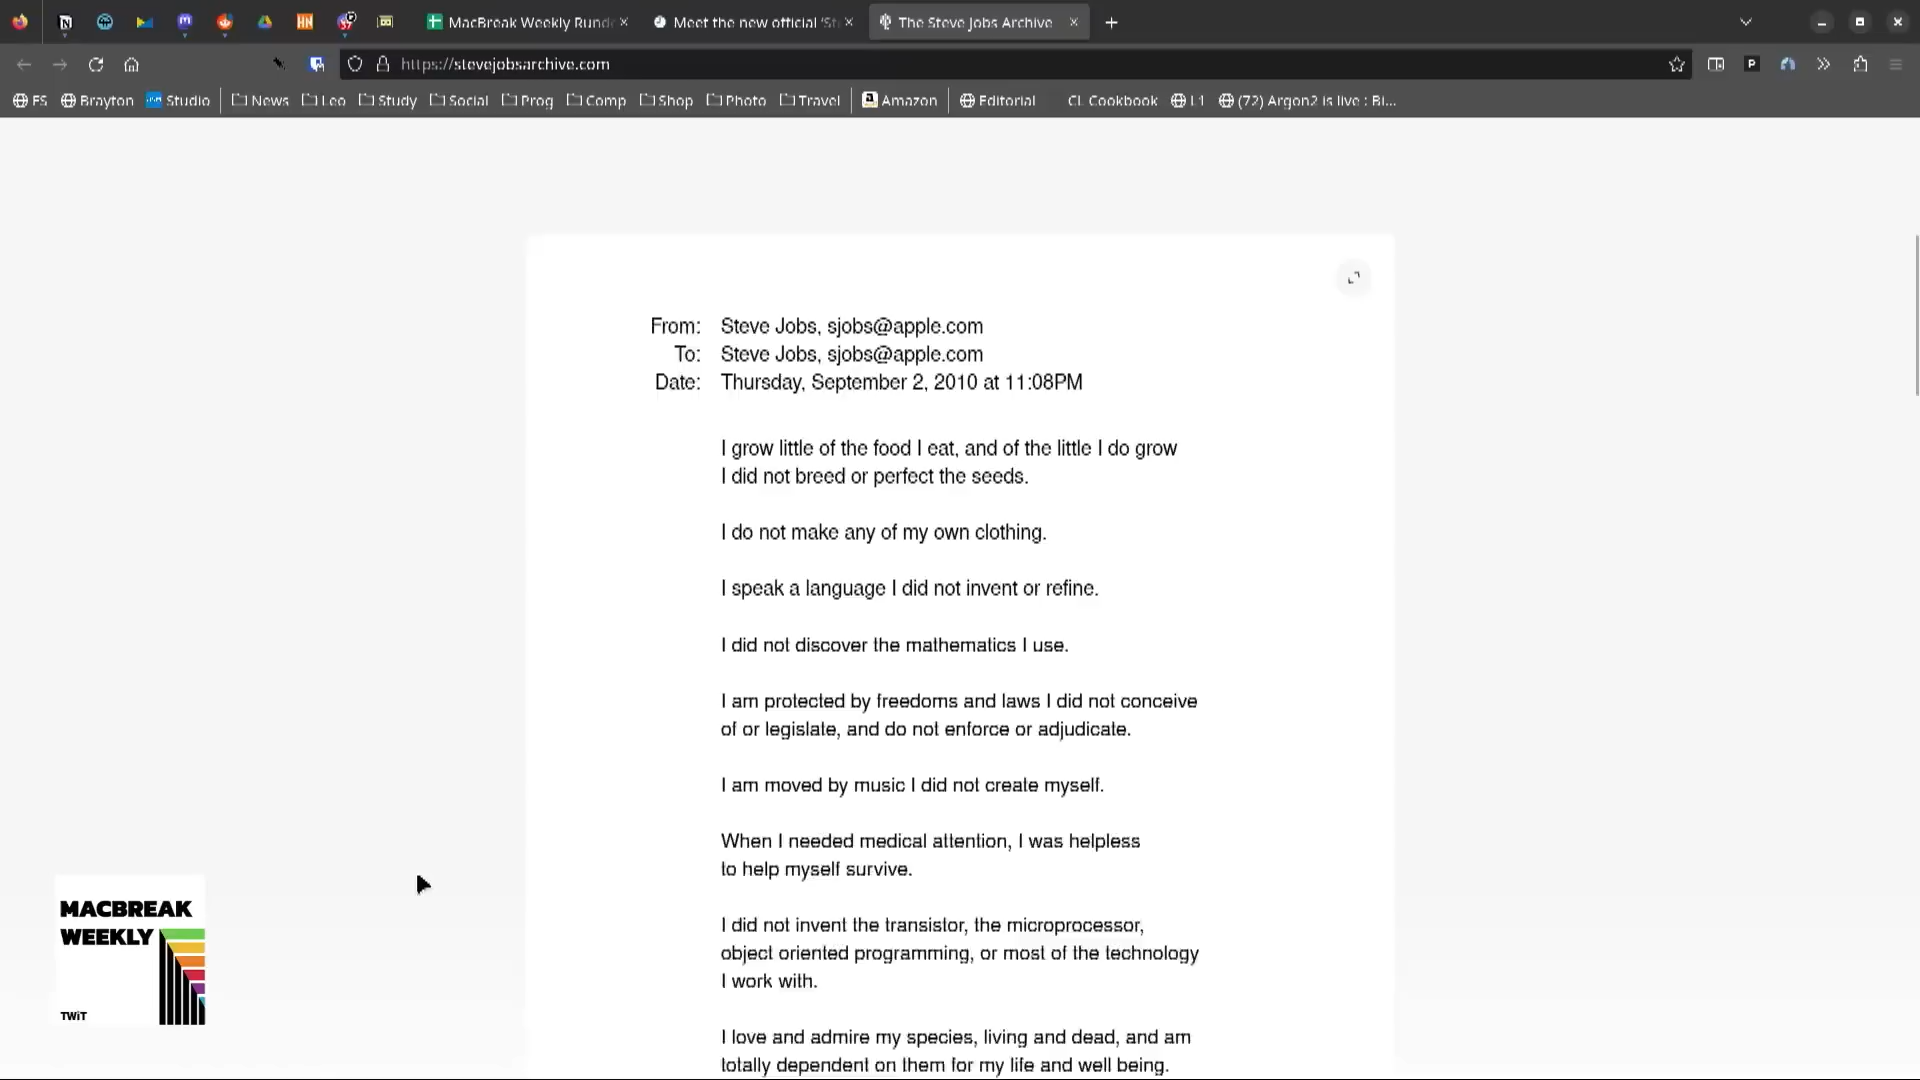 MacBreak Weekly Rund
Meet the new official 'St
The Steve Jobs Archive
https://stevejobsarchive.com
FS
Brayton
Studio
News
Leo
Study
Social
Prog
Comp
Shop
Photo
Travel
Amazon
Editorial
CL Cookbook
L1
(72) Argon2 is live : Bl...
From: Steve Jobs, sjobs@apple.com
To: Steve Jobs, sjobs@apple.com
Date: Thursday, September 2, 2010 at 11:08PM
I grow little of the food I eat, and of the little I do grow
I did not breed or perfect the seeds.
I do not make any of my own clothing.
I speak a language I did not invent or refine.
I did not discover the mathematics I use.
I am protected by freedoms and laws I did not conceive
of or legislate, and do not enforce or adjudicate.
I am moved by music I did not create myself.
When I needed medical attention, I was helpless
to help myself survive.
I did not invent the transistor, the microprocessor,
object oriented programming, or most of the technology
I work with.
I love and admire my species, living and dead, and am
totally dependent on them for my life and well being.
MACBREAK
WEEKLY
TWiT